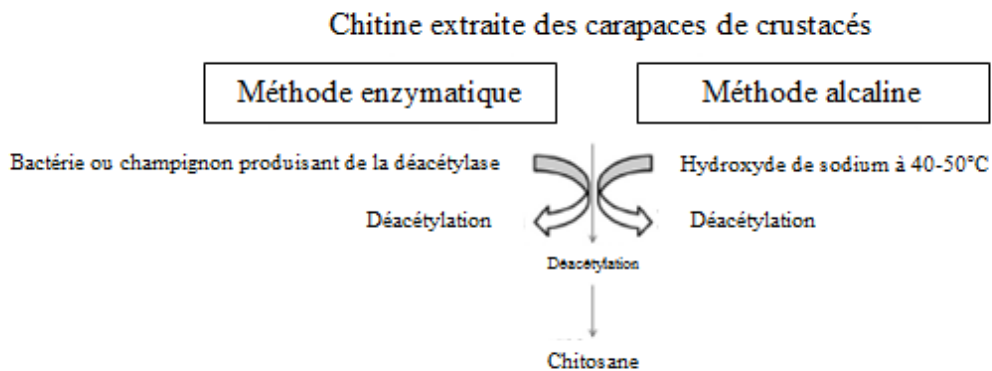 Chitine extraite des carapaces de crustacés
Méthode enzymatique
Méthode alcaline
Bactérie ou champignon produisant de la déacétylase
Hydroxyde de sodium à 40-50°C
Déacétylation
Déacétylation
Déacétylation
Chitosane